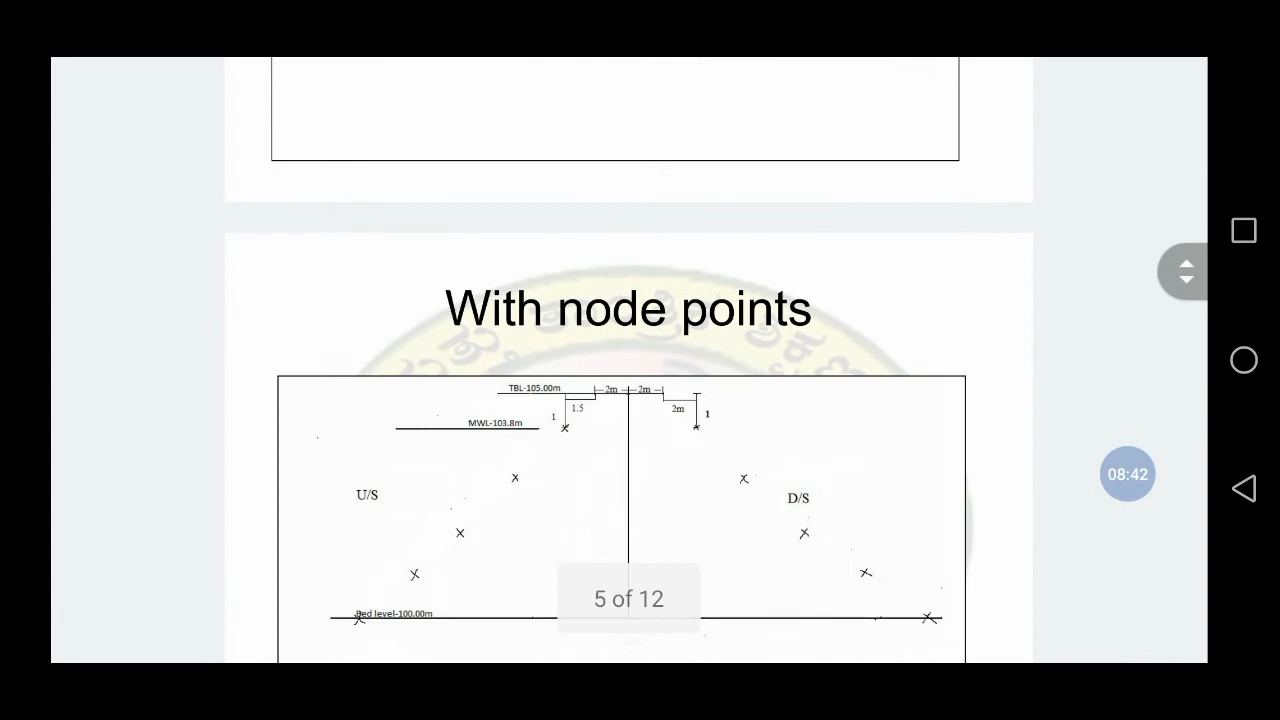 With node points
TBL-105.00m
2m
2m
1.5
2m
1
1
MWL-103.8m
U/S
D/S
Bed level-100.00m
5 of 12
08:42